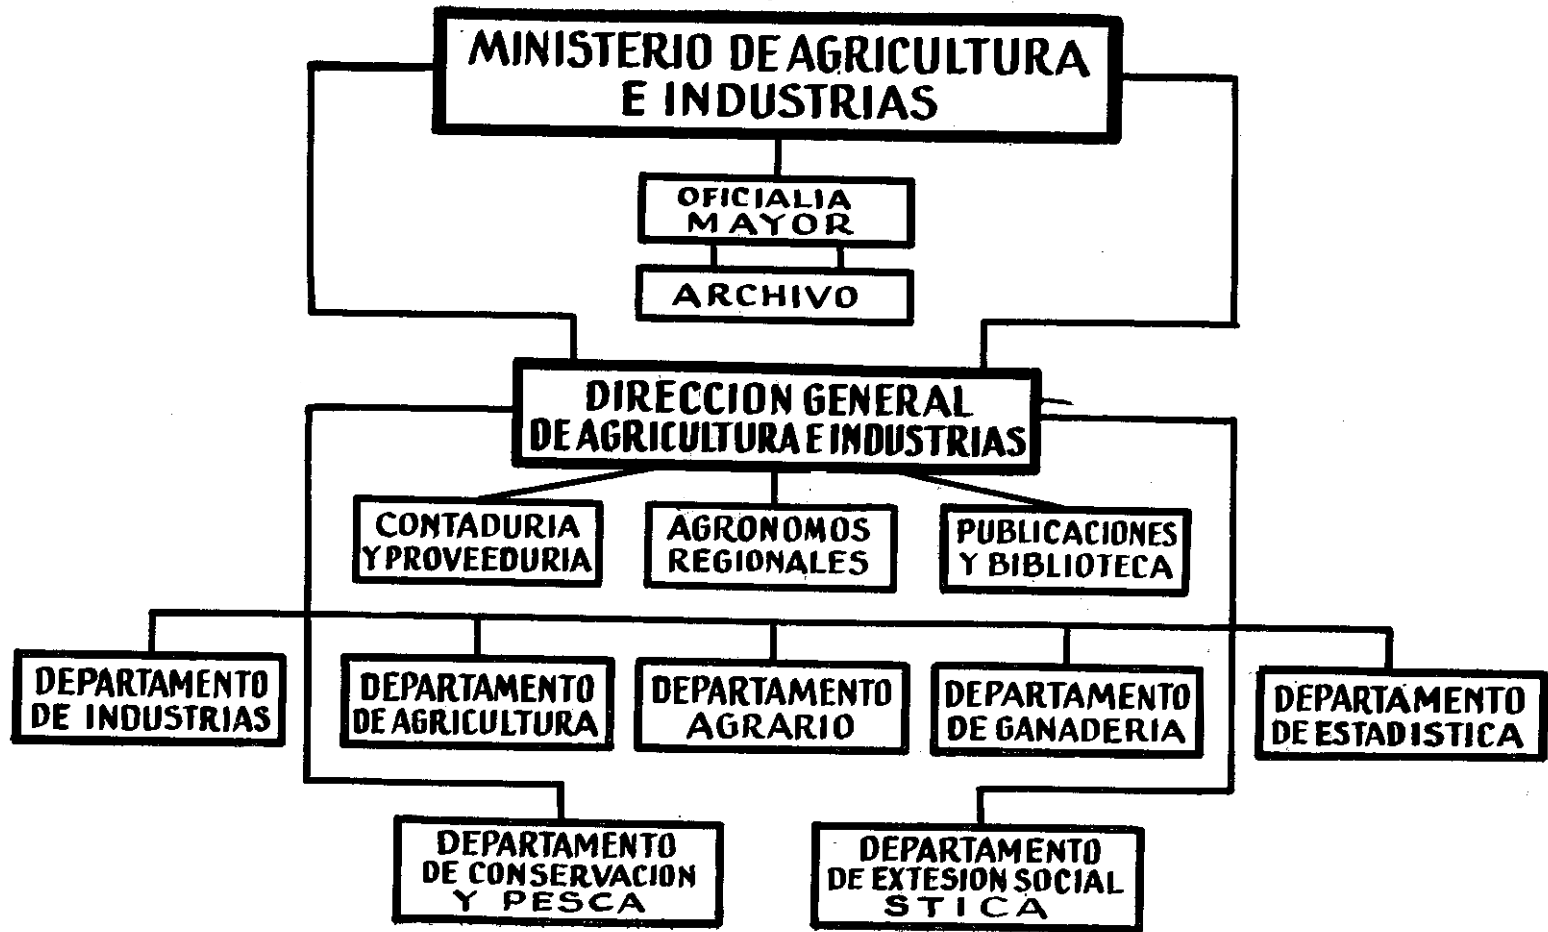 MINISTERIO DE AGRICULTURA
E INDUSTRIAS
OFICIALIA
MAYOR
ARCHIVO
DIRECCION GENERAL
DE AGRICULTURA E INDUSTRIAS
CONTADURIA
Y PROVEEDURIA
AGRONOMOS
REGIONALES
PUBLICACIONES
Y BIBLIOTECA
DEPARTAMENTO
DE INDUSTRIAS
DEPARTAMENTO
DE AGRICULTURA
DEPARTAMENTO
AGRARIO
DEPARTAMENTO
DE GANADERIA
DEPARTAMENTO
DE ESTADISTICA
DEPARTAMENTO
DE CONSERVACION
Y PESCA
DEPARTAMENTO
DE EXTESION SOCIAL
STICA